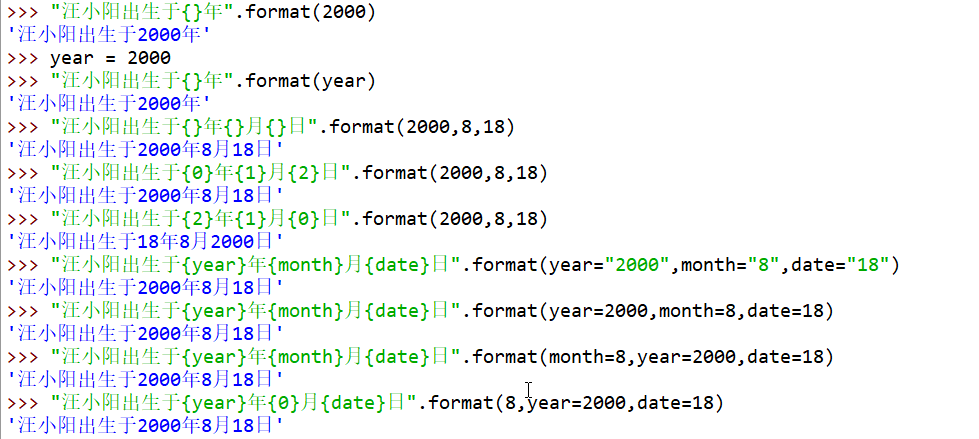 >>> "汪小阳出生于{}年".format(2000)
'汪小阳出生于2000年'
>>> year = 2000
>>> "汪小阳出生于{}年".format(year)
'汪小阳出生于2000年'
>>> "汪小阳出生于{}年{}月{}日".format(2000,8,18)
'汪小阳出生于2000年8月18日'
>>> "汪小阳出生于{0}年{1}月{2}日".format(2000,8,18)
'汪小阳出生于2000年8月18日'
>>> "汪小阳出生于{2}年{1}月{0}日".format(2000,8,18)
'汪小阳出生于18年8月2000日'
>>> "汪小阳出生于{year}年{month}月{date}日".format(year="2000",month="8",date="18")
'汪小阳出生于2000年8月18日'
>>> "汪小阳出生于{year}年{month}月{date}日".format(year=2000,month=8,date=18)
'汪小阳出生于2000年8月18日'
>>> "汪小阳出生于{year}年{month}月{date}日".format(month=8,year=2000,date=18)
'汪小阳出生于2000年8月18日'
>>> "汪小阳出生于{year}年{0}月{date}日".format(8,year=2000,date=18)
'汪小阳出生于2000年8月18日'